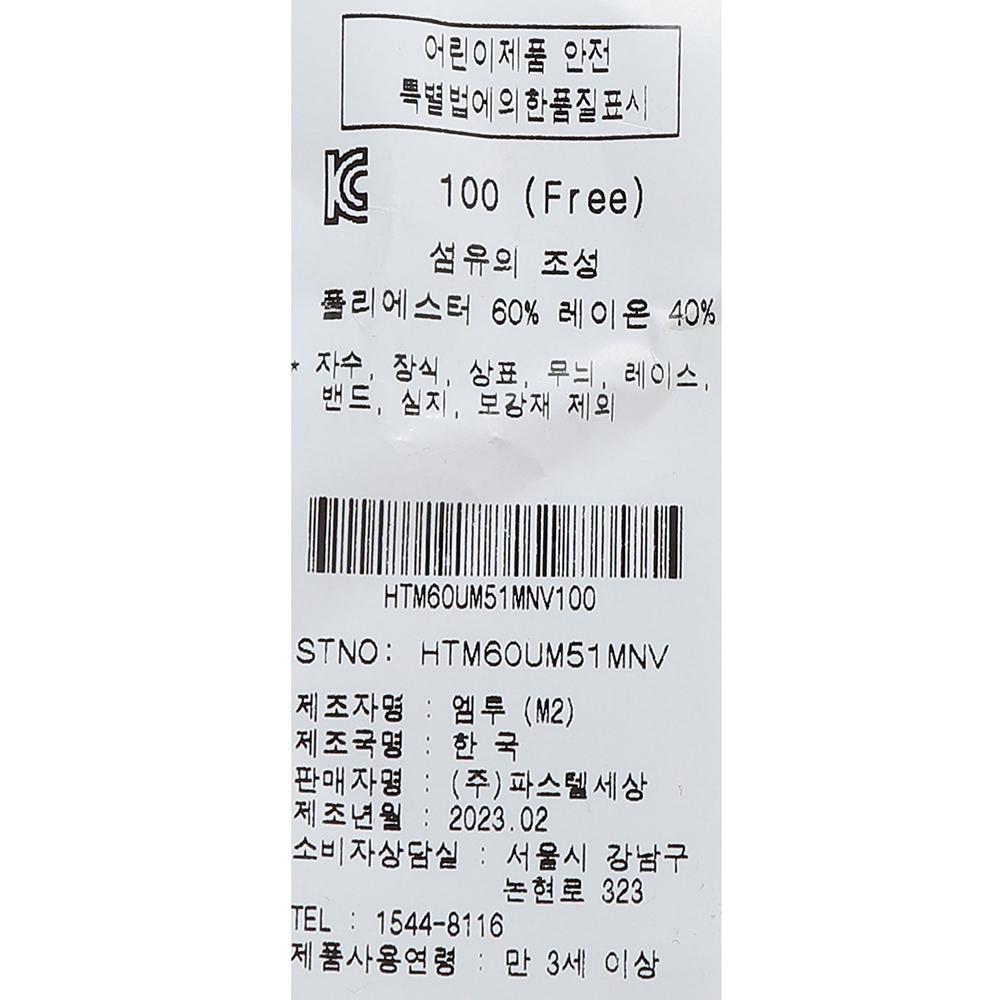 어린이제품 안전
특별법에의한품질표시
KC 100 (Free)
섬유의 조성
폴리에스터 60% 레이온 40%
* 자수, 장식, 상표, 무늬, 레이스,
밴드, 심지, 보강재 제외
HTM60UM51MNV100
STNO: HTM60UM51MNV
제조자명 : 엠투 (M2)
제조국명 : 한 국
판매자명 : (주)파스텔세상
제조년월 : 2023.02
소비자상담실 : 서울시 강남구
논현로 323
TEL : 1544-8116
제품사용연령 : 만 3세 이상